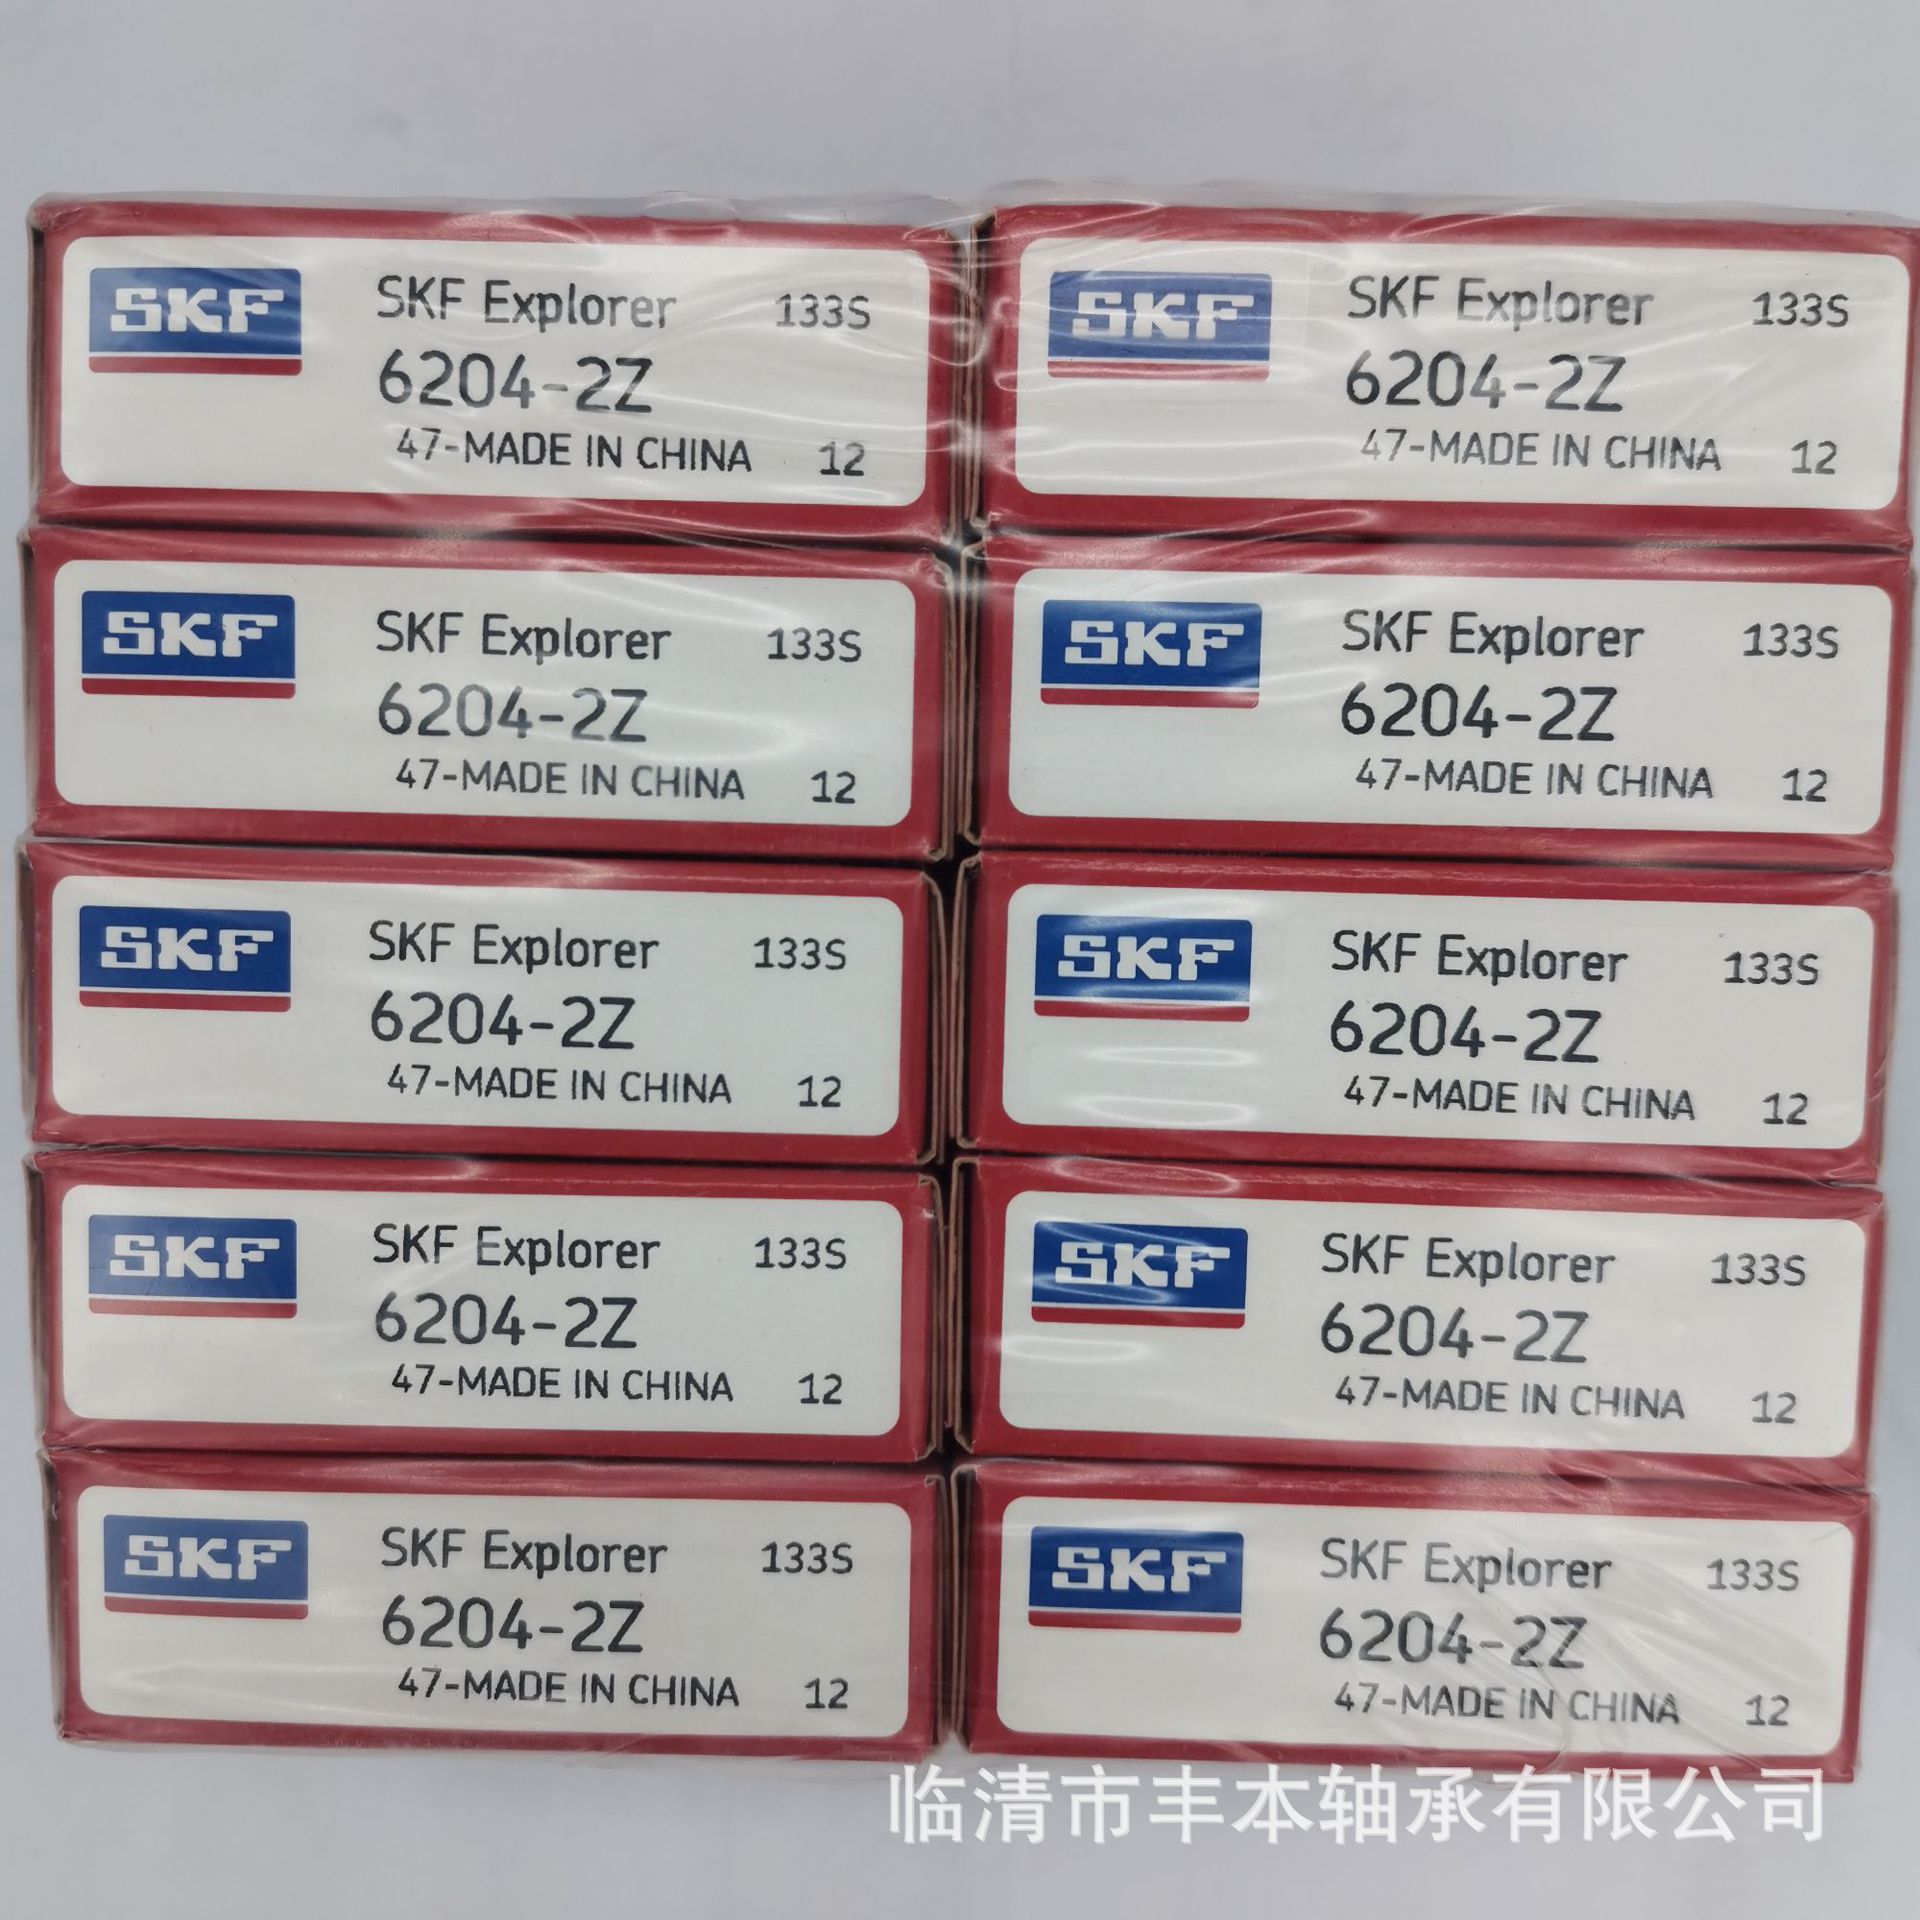 SKF
SKF Explorer 133S
6204-2Z
47-MADE IN CHINA 12
SKF
SKF Explorer 133S
6204-2Z
47-MADE IN CHINA 12
SKF
SKF Explorer 133S
6204-2Z
47-MADE IN CHINA 12
SKF
SKF Explorer 133S
6204-2Z
47-MADE IN CHINA 12
SKF
SKF Explorer 133S
6204-2Z
47-MADE IN CHINA 12
SKF
SKF Explorer 133S
6204-2Z
47-MADE IN CHINA 12
SKF
SKF Explorer 133S
6204-2Z
47-MADE IN CHINA 12
SKF
SKF Explorer 133S
6204-2Z
47-MADE IN CHINA 12
SKF
SKF Explorer 133S
6204-2Z
47-MADE IN CHINA 12
SKF
SKF Explorer 133S
6204-2Z
47-MADE IN CHINA 12
临清市丰本轴承有限公司